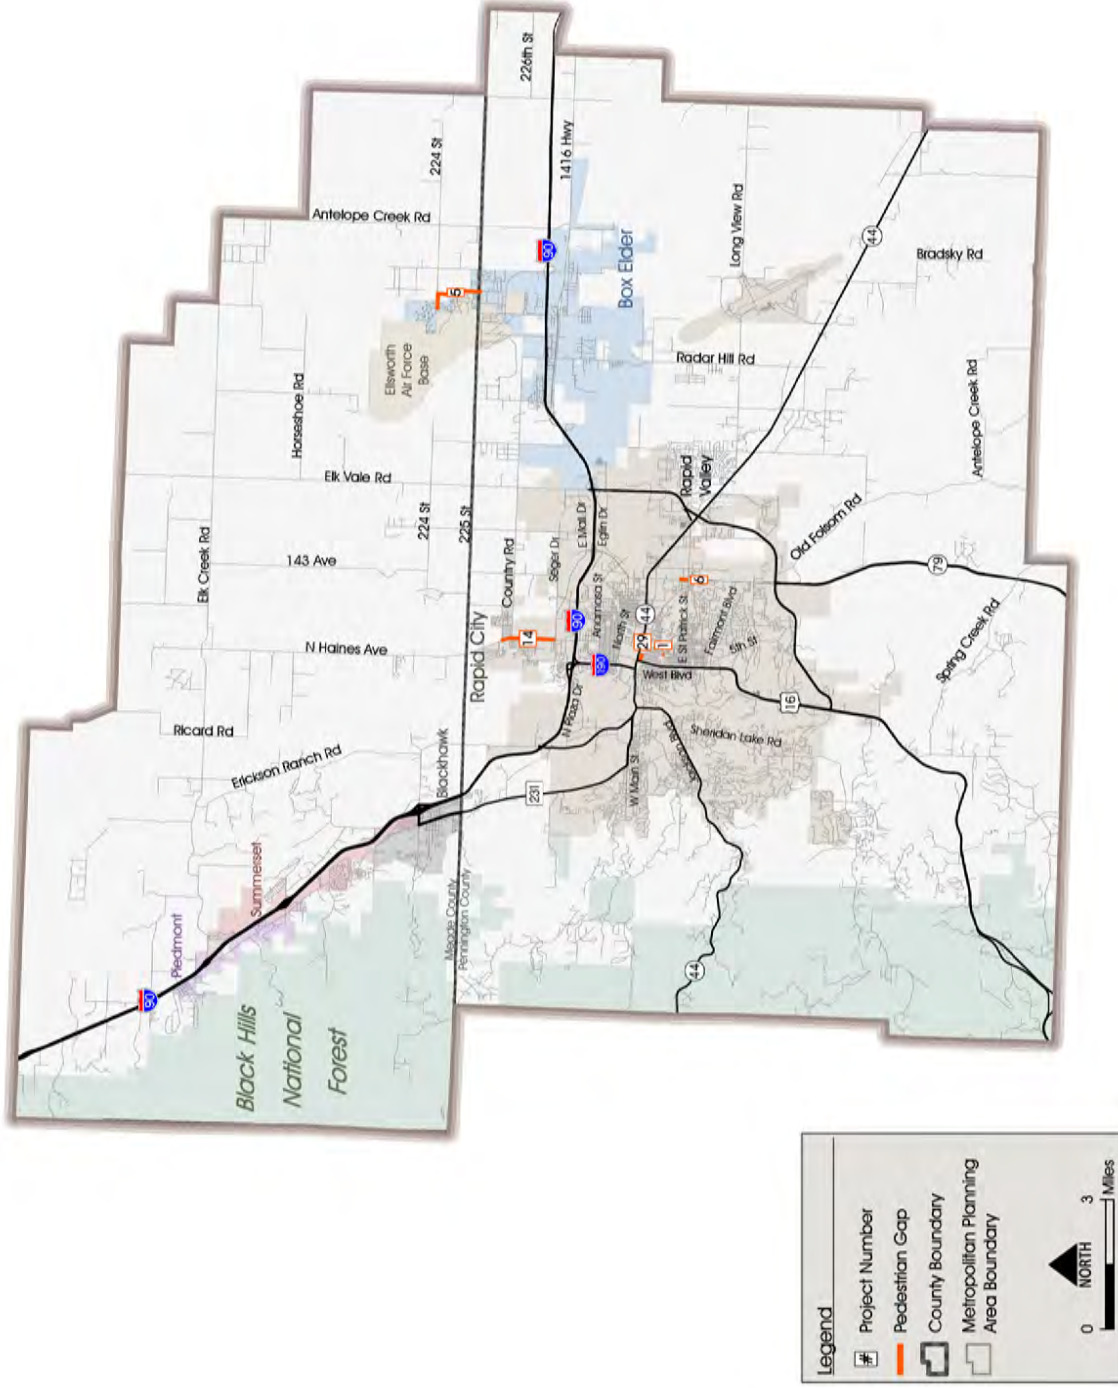 226th St
224 St
1416 Hwy
Antelope Creek Rd
90
Long View Rd
44
Bradsky Rd
5
Box Elder
Ellsworth
Air Force
Base
Radar Hill Rd
Horseshoe Rd
Antelope Creek Rd
Elk Vale Rd
Rapid
Valley
224 St
225 St
E Mall Dr
Eglin Dr
Old Folsom Rd
Elk Creek Rd
143 Ave
Country Rd
Seger Dr
79
6
Anamosa St
North St
44
E St Patrick St
Fairmont Blvd
5th St
Spring Creek Rd
N Haines Ave
Rapid City
14
90
29
1
190
West Blvd
16
Ricard Rd
Erickson Ranch Rd
Blackhawk
N Plaza Dr
Sheridan Lake Rd
Jackson Blvd
W Main St
231
Summerset
Piedmont
Meade County
Pennington County
90
44
Black Hills
National
Forest
Legend
# Project Number
Pedestrian Gap
County Boundary
Metropolitan Planning
Area Boundary
NORTH
0 3 Miles